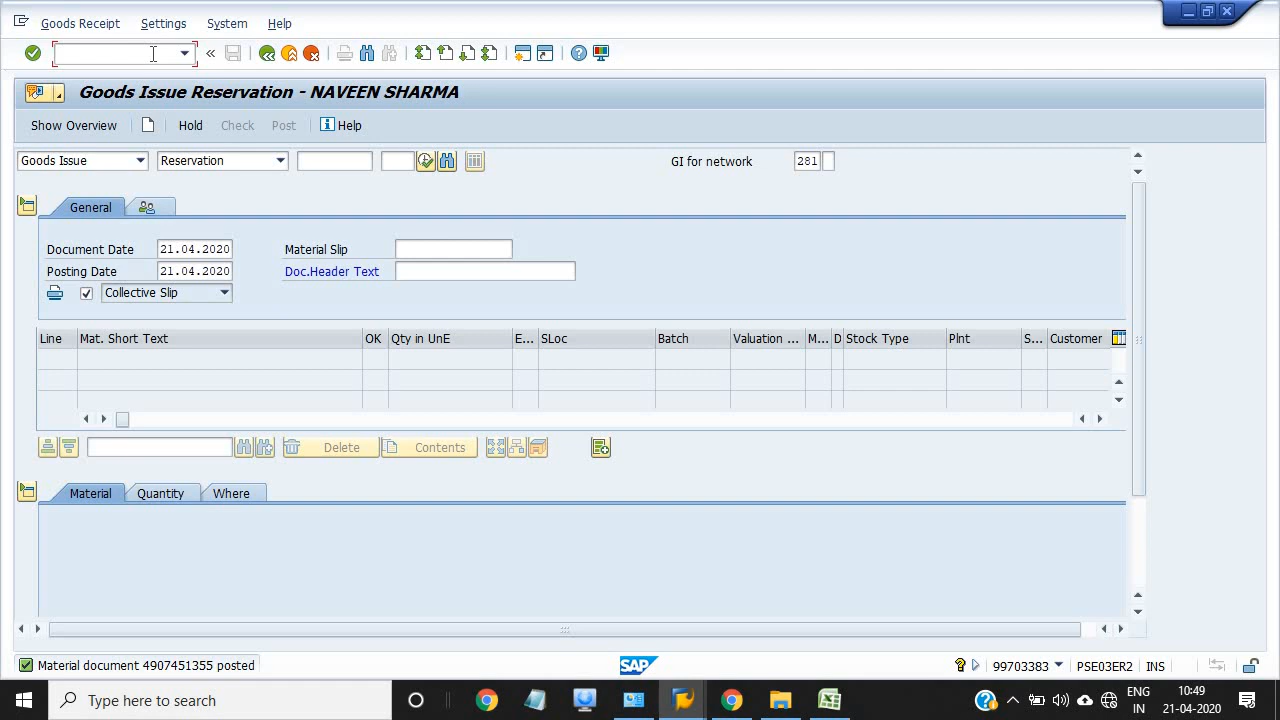 Goods Receipt Settings System Help
«
Goods Issue Reservation - NAVEEN SHARMA
Show Overview Hold Check Post Help
Goods Issue Reservation GI for network 281
General
Document Date 21.04.2020 Material Slip
Posting Date 21.04.2020 Doc.Header Text
Collective Slip
Line Mat. Short Text OK Qty in UnE E... SLoc Batch Valuation ... M... D Stock Type Plnt S... Customer
Delete Contents
Material Quantity Where
Material document 4907451355 posted SAP 99703383 PSE03ER2 INS
Type here to search ENG 10:49
IN 21-04-2020